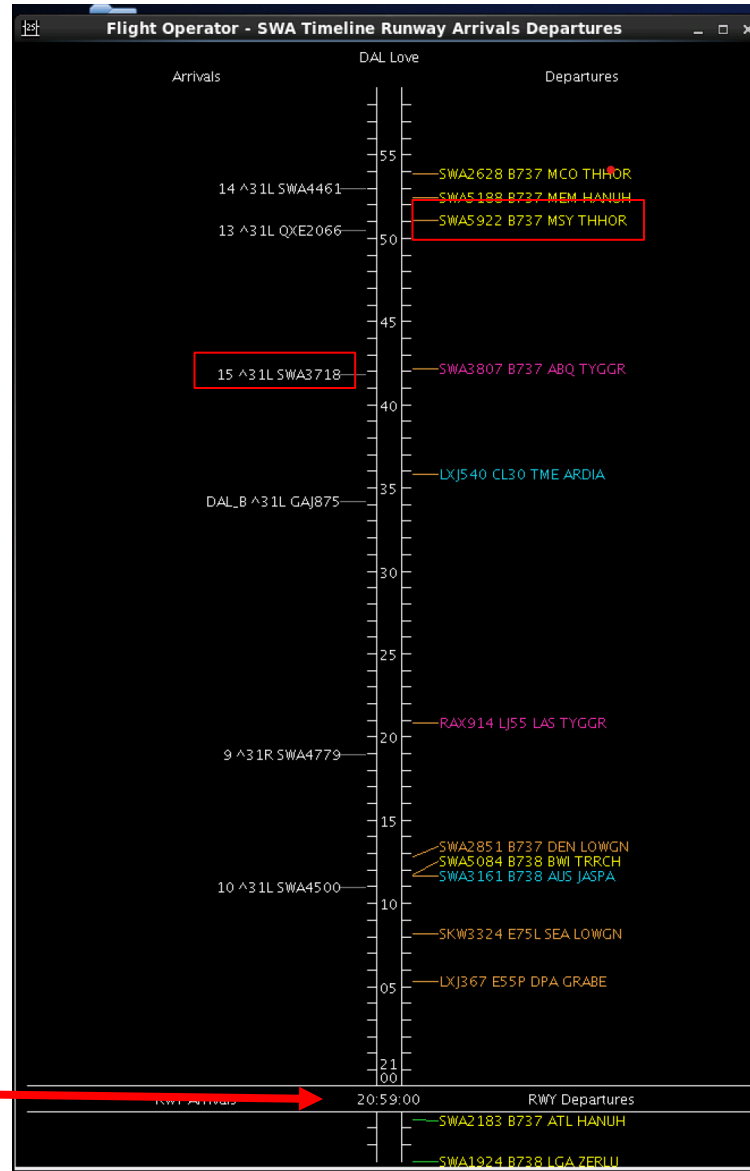 Flight Operator - SWA Timeline Runway Arrivals Departures
DAL Love
Arrivals Departures
55
SWA2628 B737 MCO THHOR
14 ^31L SWA4461
SWA5188 B737 MEM HANUH
SWA5922 B737 MSY THHOR
13 ^31L QXE2066
50
45
15 ^31L SWA3718
SWA3807 B737 ABQ TYGGR
40
LXJ540 CL30 TME ARDIA
35
DAL_B ^31L GAJ875
30
25
RAX914 LJ55 LAS TYGGR
20
9 ^31R SWA4779
15
SWA2851 B737 DEN LOWGN
SWA5084 B738 BWI TRRCH
SWA3161 B738 AUS JASPA
10 ^31L SWA4500
10
SKW3324 E75L SEA LOWGN
LXJ367 E55P DPA GRABE
05
21
00
RWY Arrivals 20:59:00 RWY Departures
SWA2183 B737 ATL HANUH
SWA1924 B738 LGA ZERLU